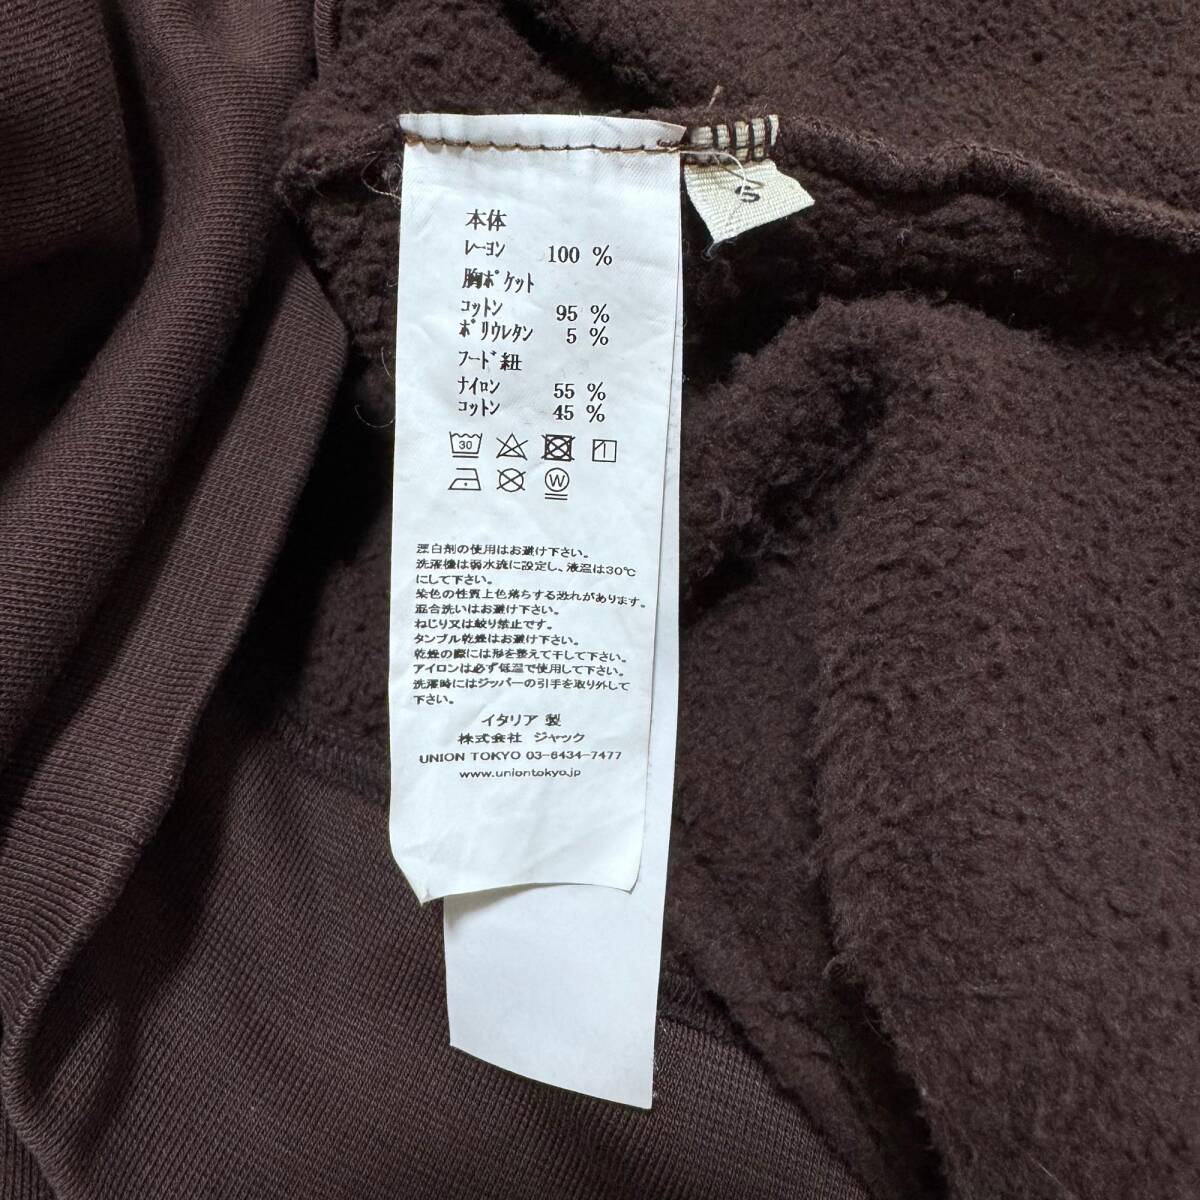 本体
レーヨン 100 %
胸ポケット
コットン 95 %
ポリウレタン 5 %
フード紐
ナイロン 55 %
コットン 45 %
30
W
漂白剤の使用はお避け下さい。
洗濯機は弱水流に設定し、液温は30℃
にして下さい。
染色の性質上色落ちする恐れがあります。
混合洗いはお避け下さい。
ねじり又は絞り禁止です。
タンブル乾燥はお避け下さい。
乾燥の際には形を整えて干して下さい。
アイロンは必ず低温で使用して下さい。
洗濯時にはジッパーの引手を取り外して
下さい。
イタリア 製
株式会社 ジャック
UNION TOKYO 03-6434-7477
www.uniontokyo.jp
S